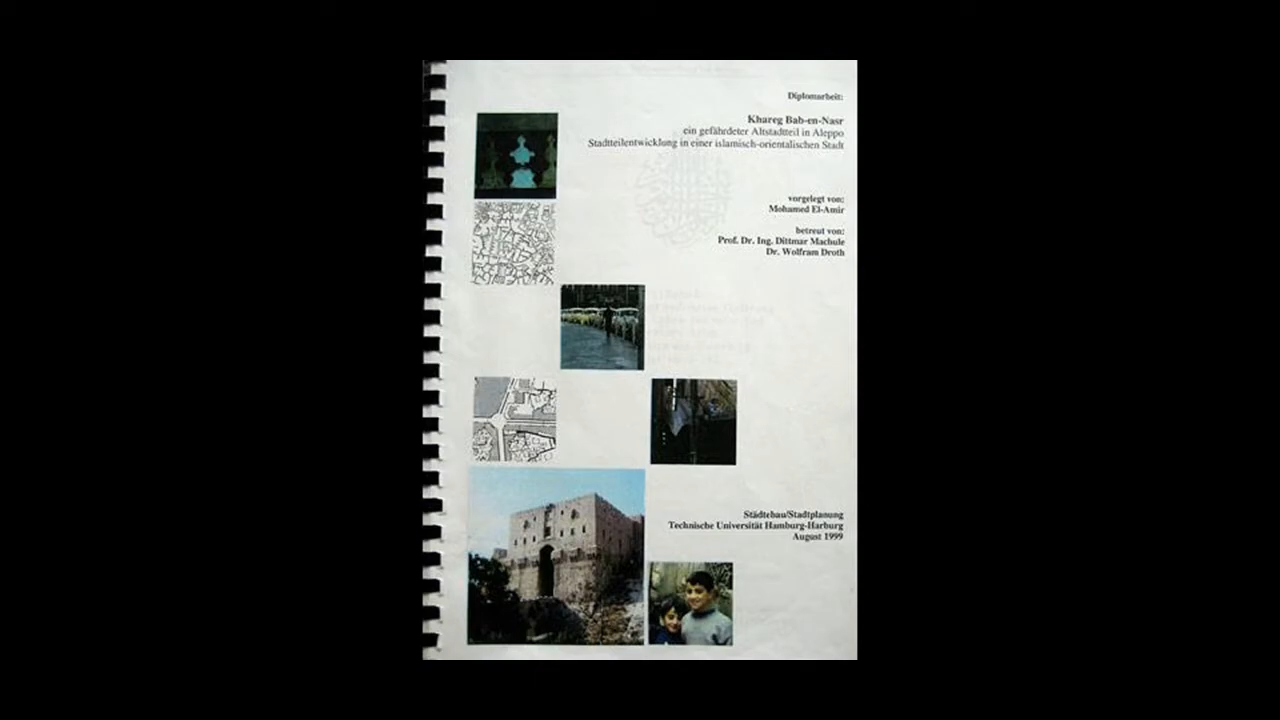 Diplomarbeit:
Khareg Bab-en-Nasr
ein gefährdeter Altstadtteil in Aleppo
Stadtteilentwicklung in einer islamisch-orientalischen Stadt
vorgelegt von:
Mohamed El-Amir
betreut von:
Prof. Dr. Ing. Dittmar Machule
Dr. Wolfram Droth
Städtebau/Stadtplanung
Technische Universität Hamburg-Harburg
August 1999